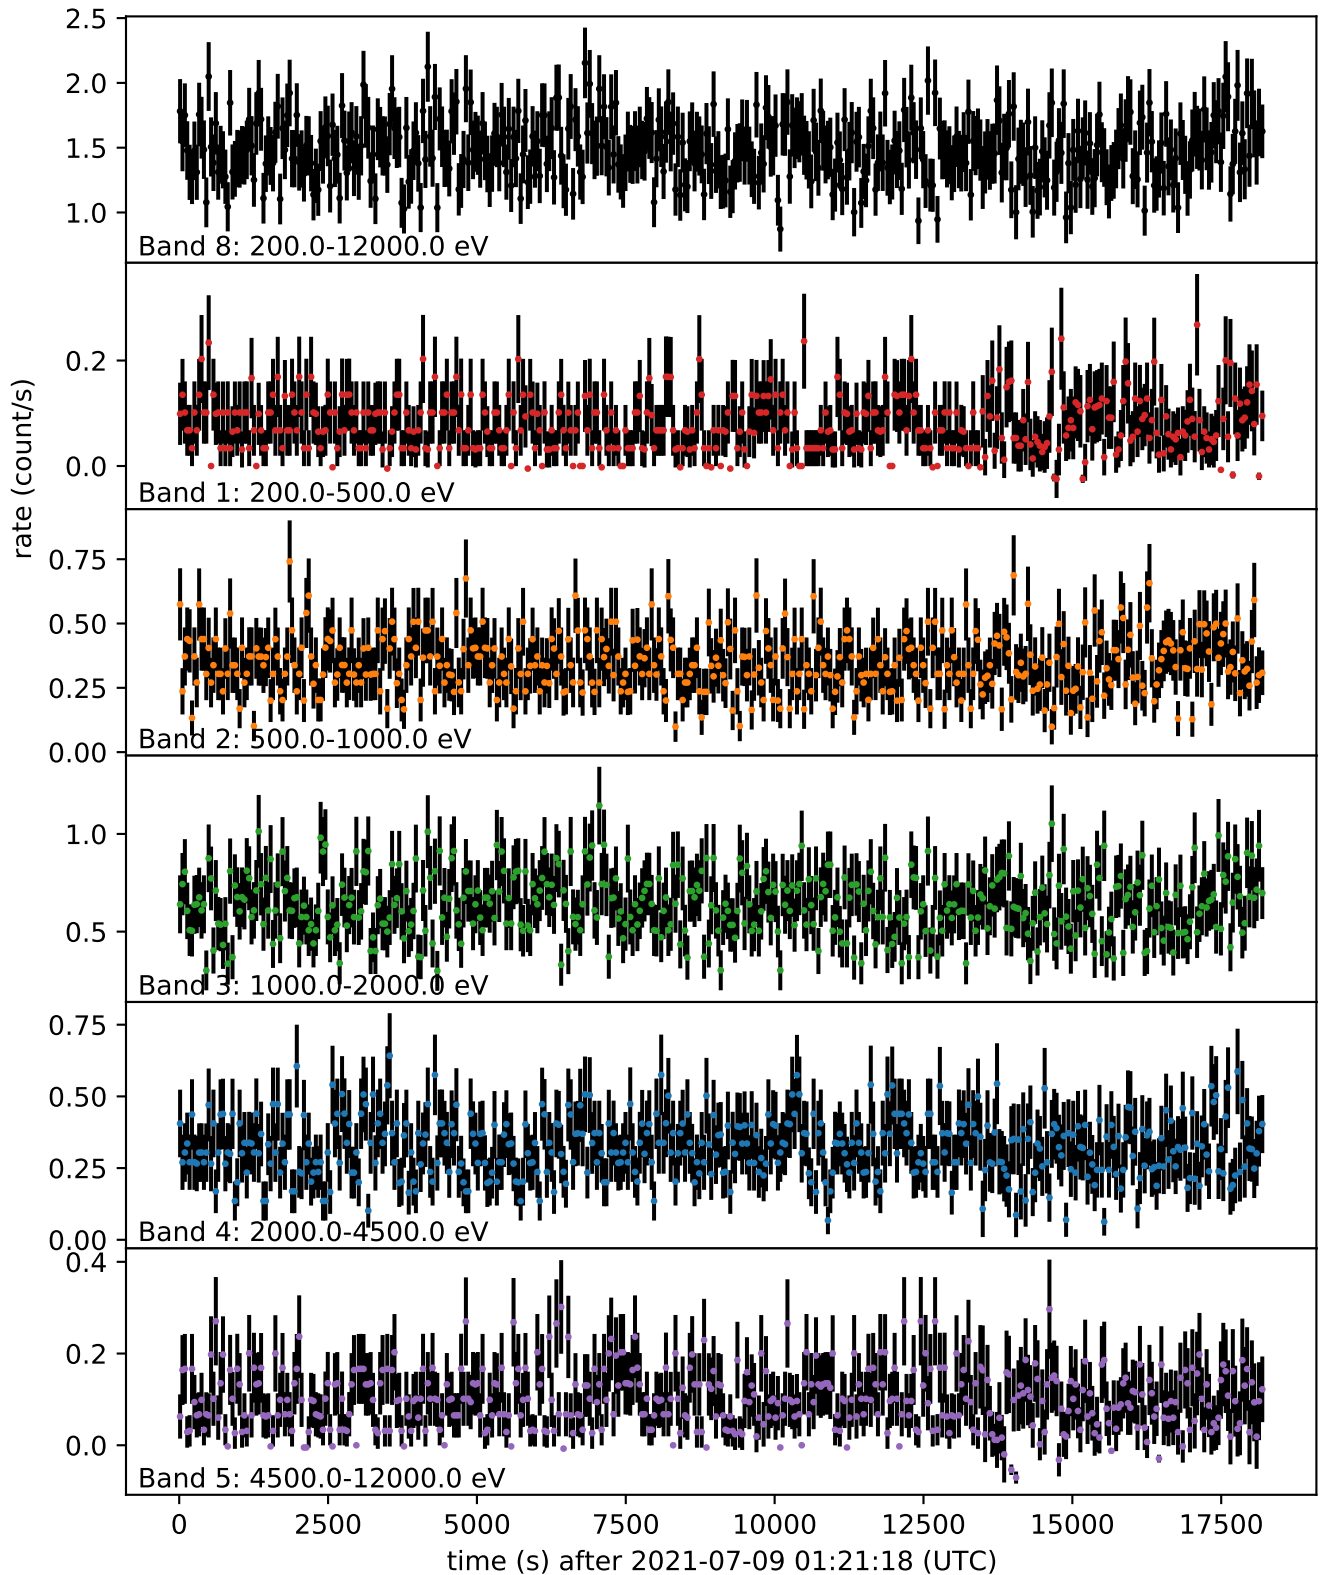 2.5
2.0
1.5
1.0
Band 8: 200.0-12000.0 eV
0.2
0.0
Band 1: 200.0-500.0 eV
rate (count/s)
0.75
0.50
0.25
0.00
Band 2: 500.0-1000.0 eV
1.0
0.5
Band 3: 1000.0-2000.0 eV
0.75
0.50
0.25
0.00
Band 4: 2000.0-4500.0 eV
0.4
0.2
0.0
Band 5: 4500.0-12000.0 eV
0 2500 5000 7500 10000 12500 15000 17500
time (s) after 2021-07-09 01:21:18 (UTC)